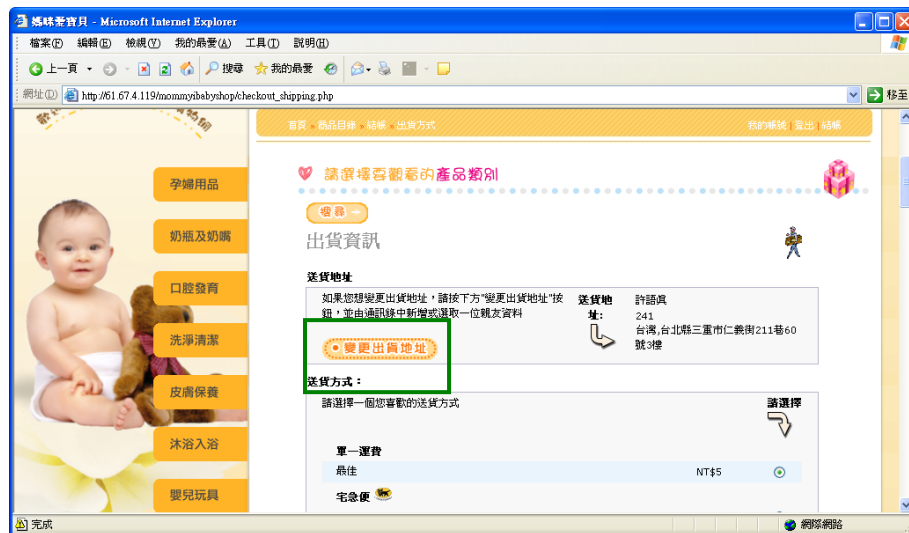 媽咪愛寶貝 - Microsoft Internet Explorer
檔案(F) 編輯(E) 檢視(V) 我的最愛(A) 工具(T) 說明(H)
上一頁 搜尋 我的最愛
網址(D) http://61.67.4.119/mommyibabyshop/checkout_shipping.php 移至
首頁 » 商品目錄 » 結帳 » 出貨方式 我的帳號 | 登出 | 結帳
請選擇喜觀看的產品類別
搜尋
出貨資訊
孕婦用品
奶瓶及奶嘴
口腔發育
洗淨清潔
皮膚保養
沐浴入浴
嬰兒玩具
送貨地址
如果您想變更出貨地址，請按下方"變更出貨地址"按
鈕，並由通訊錄中新增或選取一位親友資料
變更出貨地址
送貨地
址:
許語真
241
台灣,台北縣三重市仁義街211巷60
號3樓
送貨方式：
請選擇一個您喜歡的送貨方式
請選擇
單一運費
最佳 NT$5
宅急便
完成 網際網路